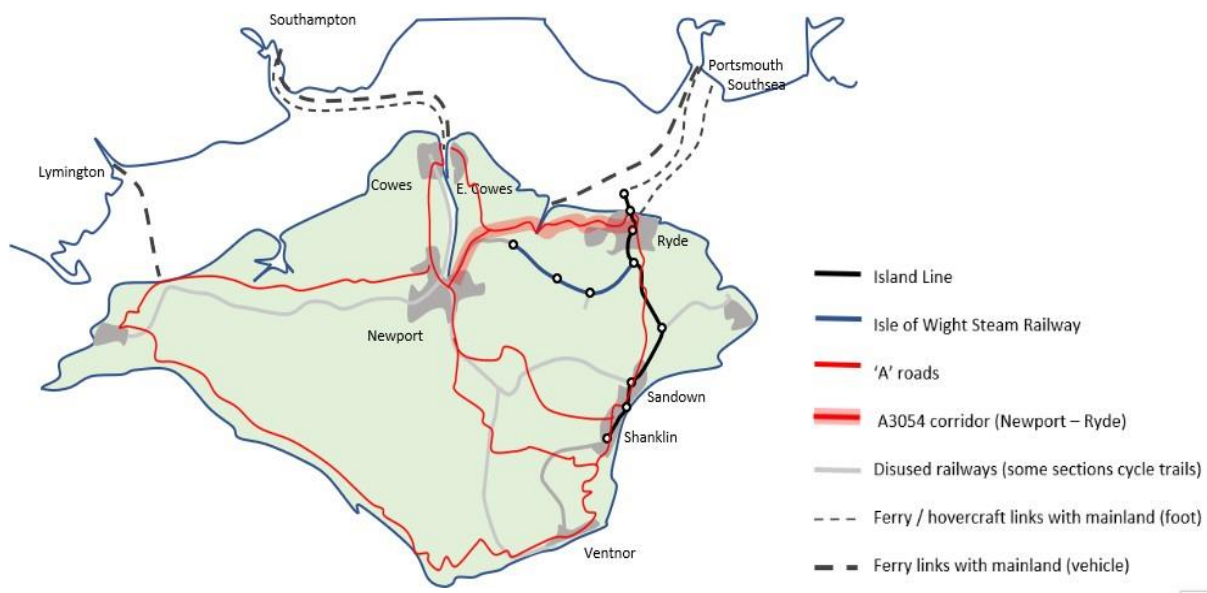 Southampton
Portsmouth
Southsea
Lymington
Cowes
E. Cowes
Ryde
Newport
Sandown
Shanklin
Ventnor
Island Line
Isle of Wight Steam Railway
‘A’ roads
A3054 corridor (Newport – Ryde)
Disused railways (some sections cycle trails)
Ferry / hovercraft links with mainland (foot)
Ferry links with mainland (vehicle)